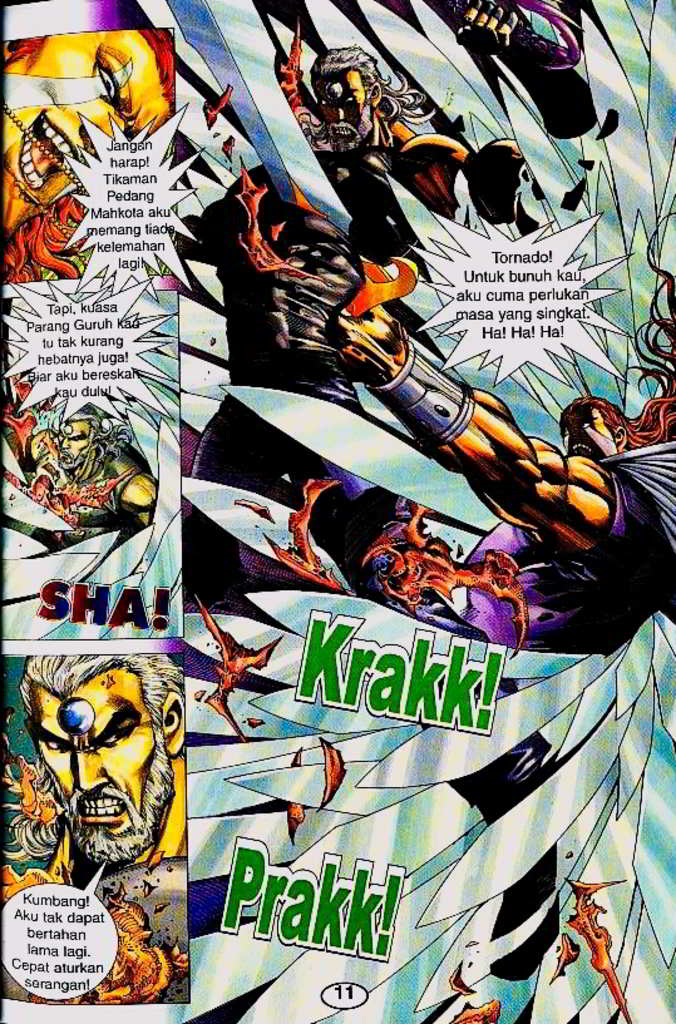 Jangan
harap!
Tikaman
Pedang
Mahkota aku
memang tiada
kelemahan
lagi!
Tapi, kuasa
Parang Guruh kau
tu tak kurang
hebatnya juga!
Biar aku bereskan
kau dulu!
SHA!
Kumbang!
Aku tak dapat
bertahan
lama lagi.
Cepat aturkan
serangan!
Tornado!
Untuk bunuh kau,
aku cuma perlukan
masa yang singkat.
Ha! Ha! Ha!
Krakk!
Prakk!
11